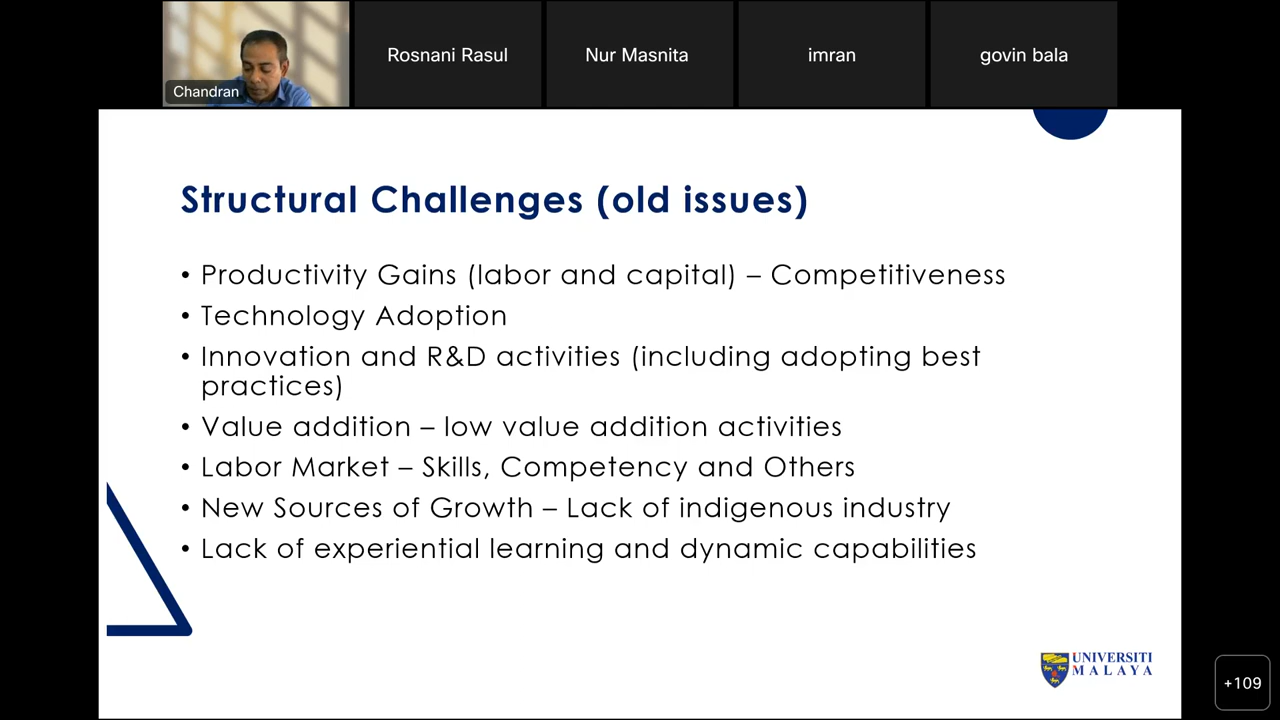 Chandran
Rosnani Rasul
Nur Masnita
imran
govin bala
Structural Challenges (old issues)
• Productivity Gains (labor and capital) – Competitiveness
• Technology Adoption
• Innovation and R&D activities (including adopting best
practices)
• Value addition – low value addition activities
• Labor Market – Skills, Competency and Others
• New Sources of Growth – Lack of indigenous industry
• Lack of experiential learning and dynamic capabilities
UNIVERSITI
MALAYA
+109